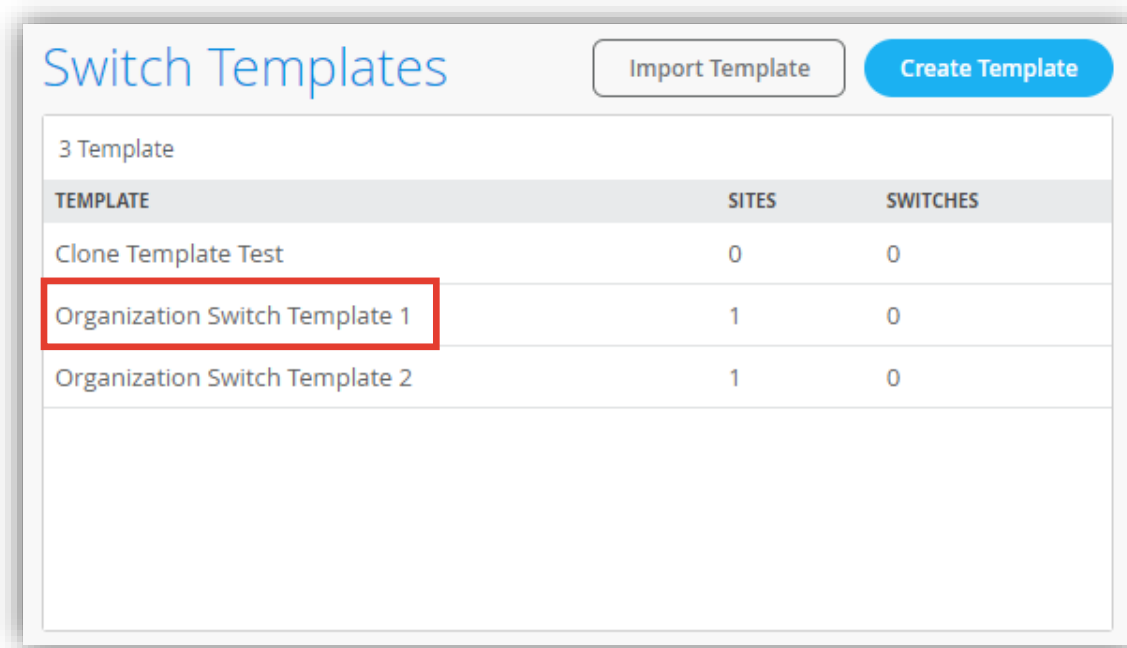 Switch Templates Import Template Create Template
3 Template
TEMPLATE SITES SWITCHES
Clone Template Test 0 0
Organization Switch Template 1 1 0
Organization Switch Template 2 1 0